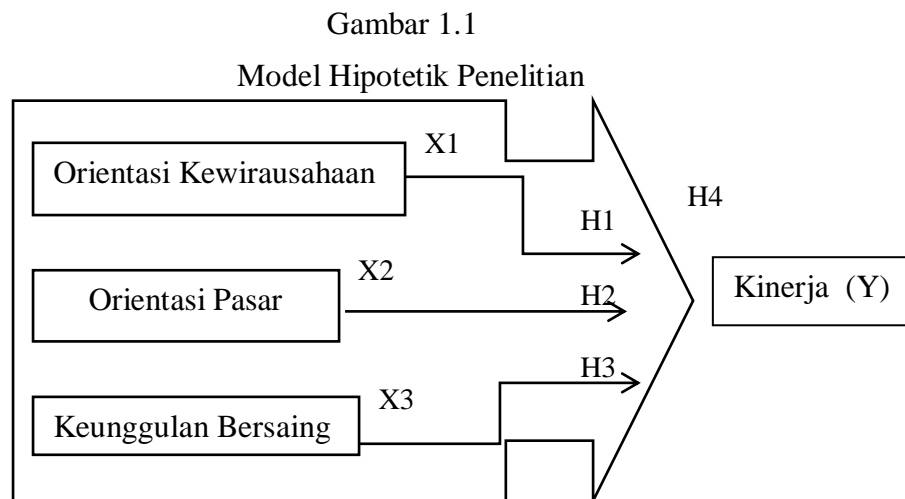 Gambar 1.1
Model Hipotetik Penelitian
X1
Orientasi Kewirausahaan
H4
H1
X2
Orientasi Pasar
H2
Kinerja (Y)
H3
X3
Keunggulan Bersaing